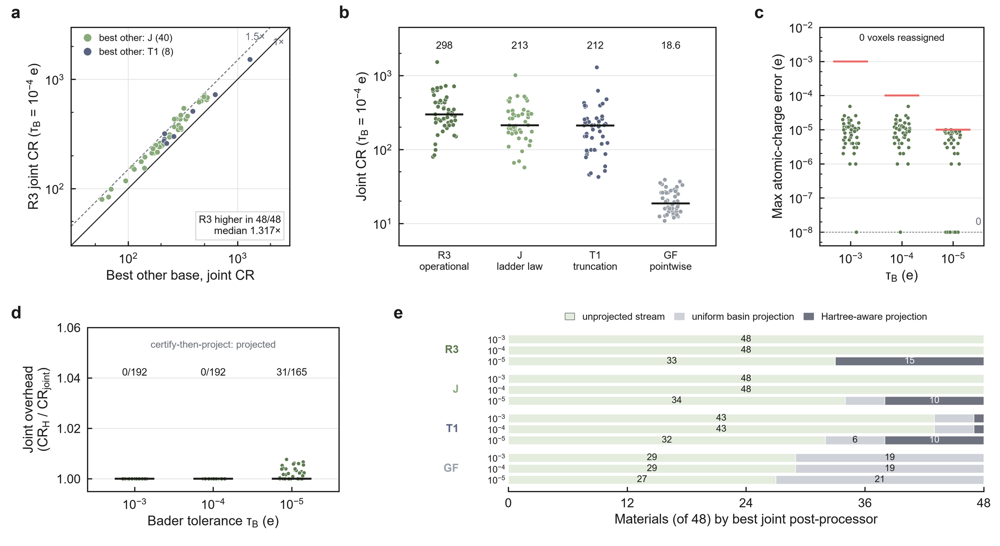 a
best other: J (40)
best other: T1 (8)
1.5×
1×
R3 joint CR (τB = 10−4 e)
10³
10²
R3 higher in 48/48
median 1.317×
10²
10³
Best other base, joint CR
b
Joint CR (τB = 10−4 e)
298
213
212
18.6
10³
10²
10¹
R3
operational
J
ladder law
T1
truncation
GF
pointwise
c
Max atomic-charge error (e)
0 voxels reassigned
10−2
10−3
10−4
10−5
10−6
10−7
10−8
0
10−3
10−4
10−5
τB (e)
d
Joint overhead
(CRH / CRjoint)
1.06
1.04
1.02
1.00
certify-then-project: projected
0/192
0/192
31/165
10−3
10−4
10−5
Bader tolerance τB (e)
e
unprojected stream
uniform basin projection
Hartree-aware projection
R3
10−3
48
10−4
48
10−5
33
15
J
10−3
48
10−4
48
10−5
34
10
T1
10−3
43
10−4
43
10−5
32
6
10
GF
10−3
29
19
10−4
29
19
10−5
27
21
0
12
24
36
48
Materials (of 48) by best joint post-processor